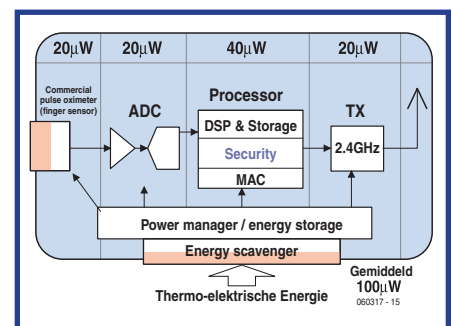 20µW 20µW 40µW 20µW
Commercial
pulse oximeter
(finger sensor)
ADC
Processor
TX
DSP & Storage
Security
MAC
2.4GHz
Power manager / energy storage
Energy scavenger
Thermo-elektrische Energie
Gemiddeld
100µW
060317 - 15